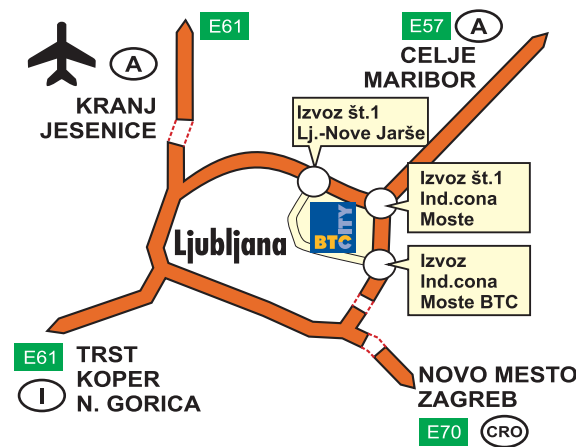 E61
A
KRANJ
JESENICE
E57
A
CELJE
MARIBOR
Izvoz št.1
Lj.-Nove Jarše
Izvoz št.1
Ind.cona
Moste
Ljubljana
BTC
CITY
Izvoz
Ind.cona
Moste BTC
E61
TRST
I
KOPER
N. GORICA
NOVO MESTO
ZAGREB
E70
CRO